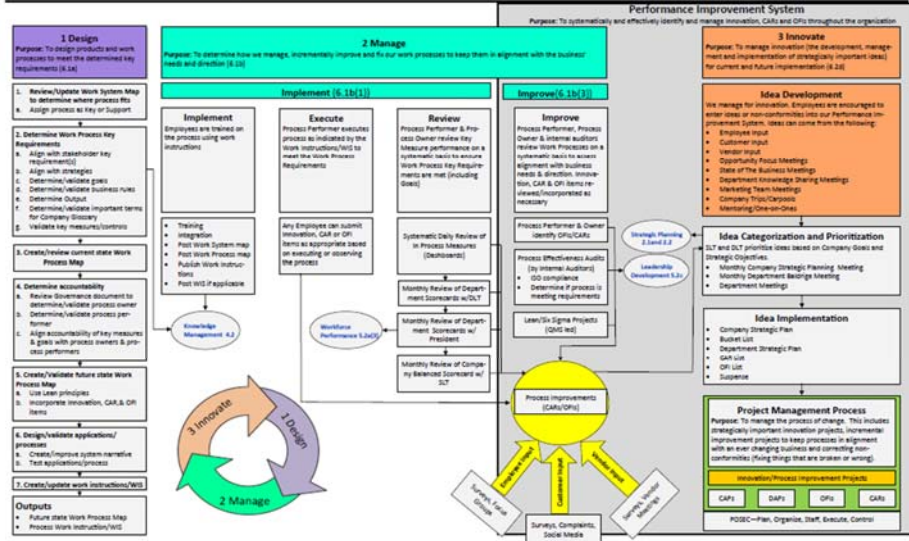 Performance Improvement System
Purpose: To systematically and effectively identify and manage innovation, CARs and OFIs throughout the organization
1 Design
Purpose: To design products and work
processes to meet the determined key
requirements (6.1a)
1. Review/Update Work System Map
to determine where process fits
a. Assign process as Key or Support
2. Determine Work Process Key
Requirements
a. Align with stakeholder key
requirement(s)
b. Align with strategies
c. Determine/validate goals
d. Determine/validate business rules
e. Determine Output
f. Determine/validate important terms
for Company Glossary
g. Validate key measures/controls
3. Create/review current state Work
Process Map
4. Determine accountability
a. Review Governance document to
determine process owner
b. Determine/validate process per-
former
c. Align accountability of key measures
& goals with process owners &
process performers
5. Create/Validate future state Work
Process Map
a. Use Lean principles
b. Incorporate Innovation, CAR,& OFI
items
6. Design/validate applications/
processes
a. Create/improve system narrative
b. Test applications/process
7. Create/update work instructions/WIS
Outputs
• Future state Work Process Map
• Process Work Instruction/WIS
2 Manage
Purpose: To determine how we manage, incrementally improve and fix our work processes to keep them in alignment with the business'
needs and direction (6.1b)
Implement (6.1b(1))
Implement
Employees are trained on
the process using work
instructions
• Training
• Integration
• Post Work System map
• Post Work Process map
• Publish Work Instruc-
tions
• Post WIS if applicable
Knowledge
Management 4.2
Execute
Process Performer executes
process as indicated by the
Work Instructions/WIS to
meet the Work Process
Requirements
Any Employee can submit
Innovation, CAR or OFI
items as appropriate based
on executing or observing
the process
Workforce
Performance 5.2a(3)
Review
Process Performer & Pro-
cess Owner review Key
Measure performance on a
systematic basis to ensure
Work Process Key Require-
ments are met (including
Goals)
Systematic Daily Review of
In Process Measures
(Dashboards)
Monthly Review of Depart-
ment Scorecards w/DLT
Monthly Review of Depart-
ment Scorecards w/
President
Monthly Review of Compa-
ny Balanced Scorecard w/
SLT
Improve(6.1b(3))
Improve
Process Performer, Process
Owner & internal auditors
review Work Processes on a
systematic basis to assess
alignment with business
needs & direction. Innova-
tion, CAR & OFI items re-
viewed/incorporated as
necessary
Process Performer & Owner
identify OFIs/CARs
Process Effectiveness Audits
(by Internal Auditors)
• ISO compliance
• Determine if process is
meeting requirements
Lean/Six Sigma Projects
(QMS led)
Strategic Planning
2.1and 2.2
Leadership
Development 5.2c
Process Improvements
(CARs/OFIs)
Employee Input
Customer Input
Vendor Input
Surveys, Focus
Groups
Surveys, Complaints,
Social Media
Surveys, Vendor
Meetings
3 Innovate
1 Design
2 Manage
3 Innovate
Purpose: To manage innovation (the development, manage-
ment and implementation of strategically important ideas)
for current and future implementation (6.2d)
Idea Development
We manage for innovation. Employees are encouraged to
enter ideas or non-conformities into our Performance Im-
provement System. Ideas can come from the following:
• Employee Input
• Customer Input
• Vendor Input
• Opportunity Focus Meetings
• State of The Business Meetings
• Department Knowledge Sharing Meetings
• Marketing Team Meetings
• Company Trips/Carposio
• Mentoring/One-on-Ones
Idea Categorization and Prioritization
SLT and DLT prioritize ideas based on Company Goals and
Strategic Objectives.
• Monthly Company Strategic Planning Meeting
• Monthly Department Baldrige Meeting
• Department Meetings
Idea Implementation
• Company Strategic Plan
• Bucket List
• Department Strategic Plan
• CAR List
• OFI List
• Suspense
Project Management Process
Purpose: To manage the process of change. This includes
strategically important innovation projects, incremental
improvement projects to keep processes in alignment
with an ever changing business and correcting non-
conformities (fixing things that are broken or wrong).
Innovation/Process Improvement Projects
CAPs
DAPs
OFIs
CARs
POSEC—Plan, Organize, Staff, Execute, Control